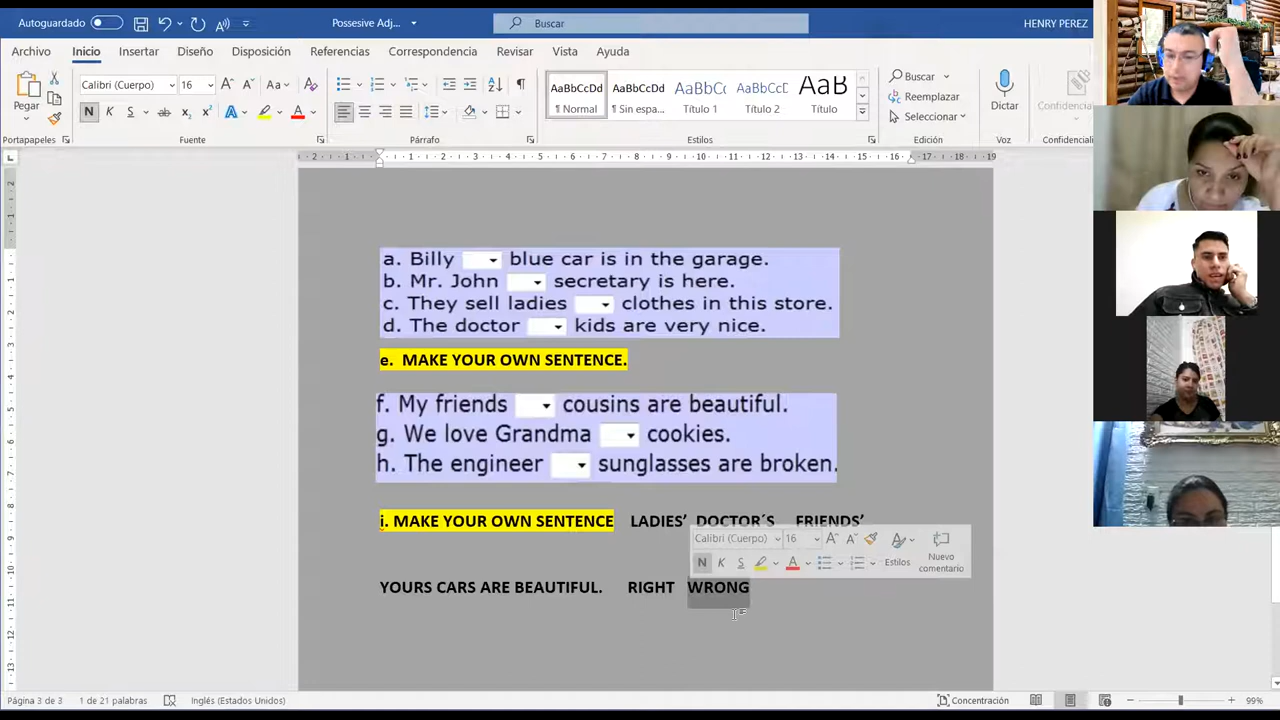 Autoguardado
Possesive Adj...
Buscar
HENRY PEREZ
Archivo Inicio Insertar Diseño Disposición Referencias Correspondencia Revisar Vista Ayuda
Pegar
Calibri (Cuerpo) 16
N K S
AaBbCcDd AaBbCcDd AaBbC( AaBbCcC AaB
¶ Normal ¶ Sin espa... Título 1 Título 2 Título
Buscar
Reemplazar
Seleccionar
Dictar
Confidencial
Portapapeles Fuente Párrafo Estilos Edición Voz Confidencial
a. Billy blue car is in the garage.
b. Mr. John secretary is here.
c. They sell ladies clothes in this store.
d. The doctor kids are very nice.
e. MAKE YOUR OWN SENTENCE.
f. My friends cousins are beautiful.
g. We love Grandma cookies.
h. The engineer sunglasses are broken.
i. MAKE YOUR OWN SENTENCE LADIES’ DOCTOR´S FRIENDS’
Calibri (Cuerpo) 16
N K S
Estilos
Nuevo comentario
YOURS CARS ARE BEAUTIFUL. RIGHT WRONG
Página 3 de 3 1 de 21 palabras Inglés (Estados Unidos) Concentración 99%